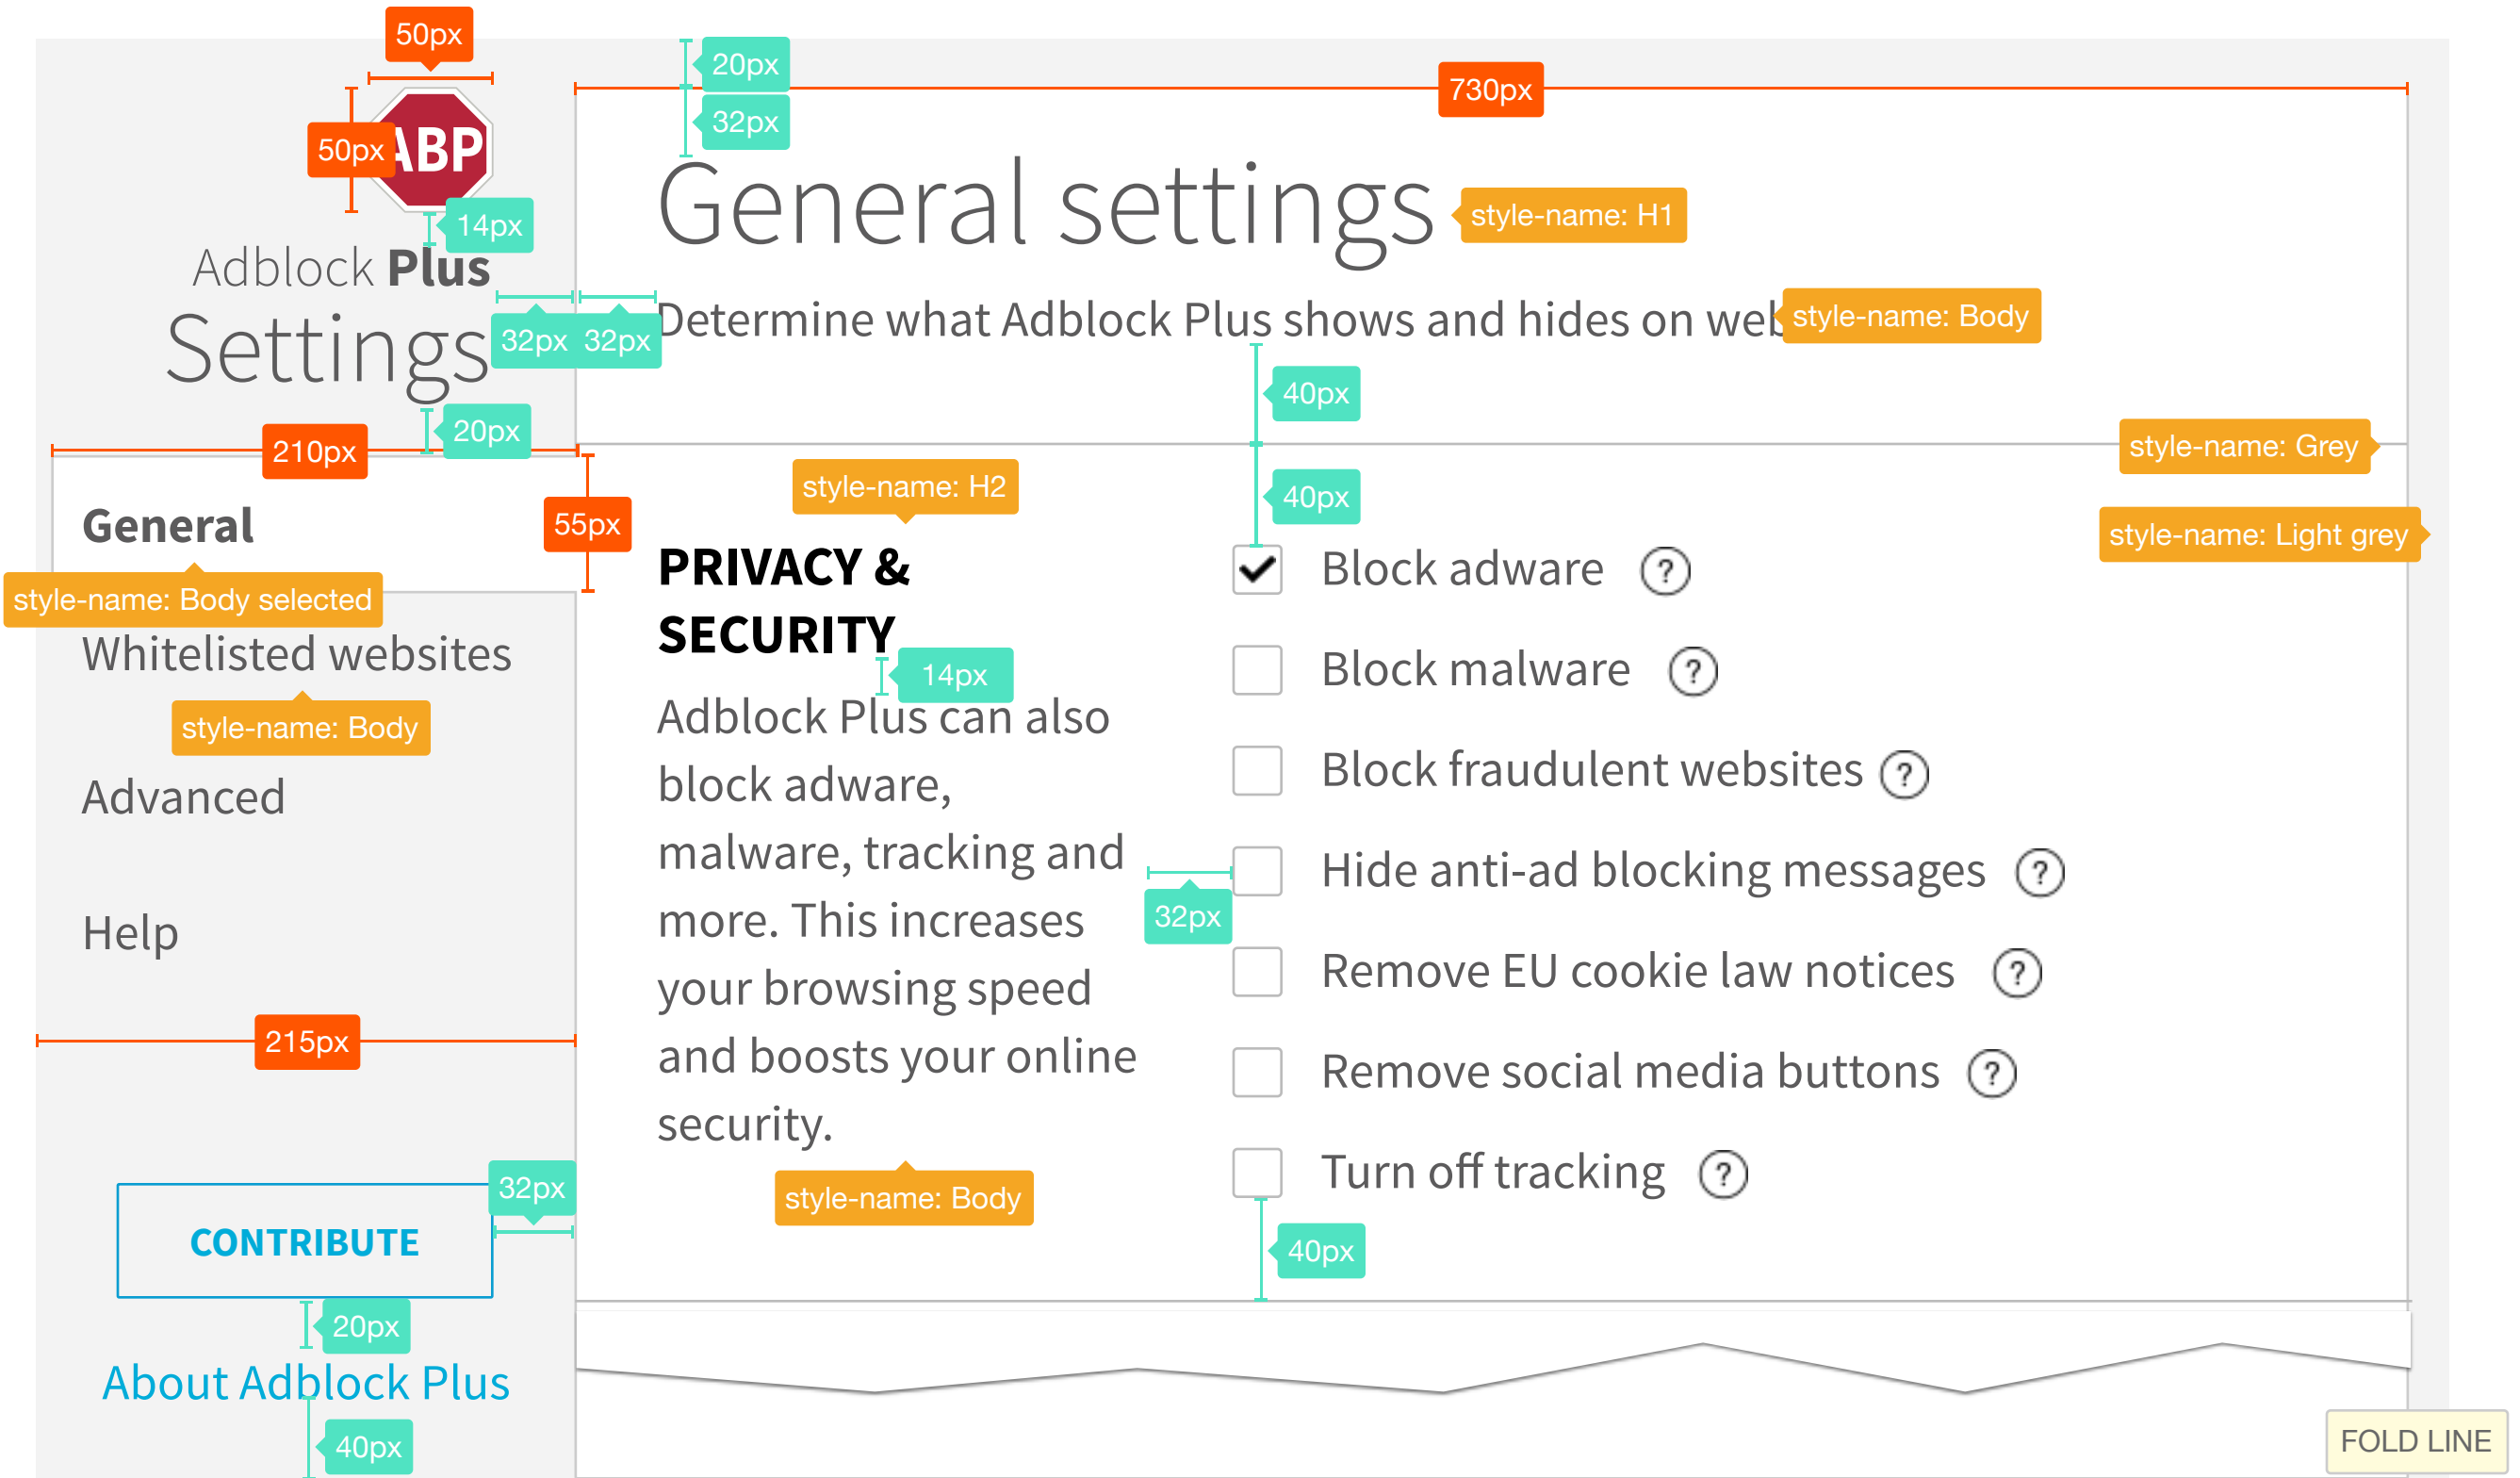 50px
20px
730px
32px
50px
ABP
14px
General settings
style-name: H1
Adblock Plus
Settings
32px
32px
Determine what Adblock Plus shows and hides on web
style-name: Body
40px
20px
210px
style-name: Grey
style-name: H2
40px
General
55px
style-name: Light grey
PRIVACY &
SECURITY
Block adware ?
style-name: Body selected
Whitelisted websites
14px
Block malware ?
style-name: Body
Adblock Plus can also
block adware,
malware, tracking and
more. This increases
your browsing speed
and boosts your online
security.
Block fraudulent websites ?
Advanced
Hide anti-ad blocking messages ?
32px
Help
Remove EU cookie law notices ?
215px
Remove social media buttons ?
Turn off tracking ?
style-name: Body
32px
CONTRIBUTE
40px
20px
About Adblock Plus
40px
FOLD LINE